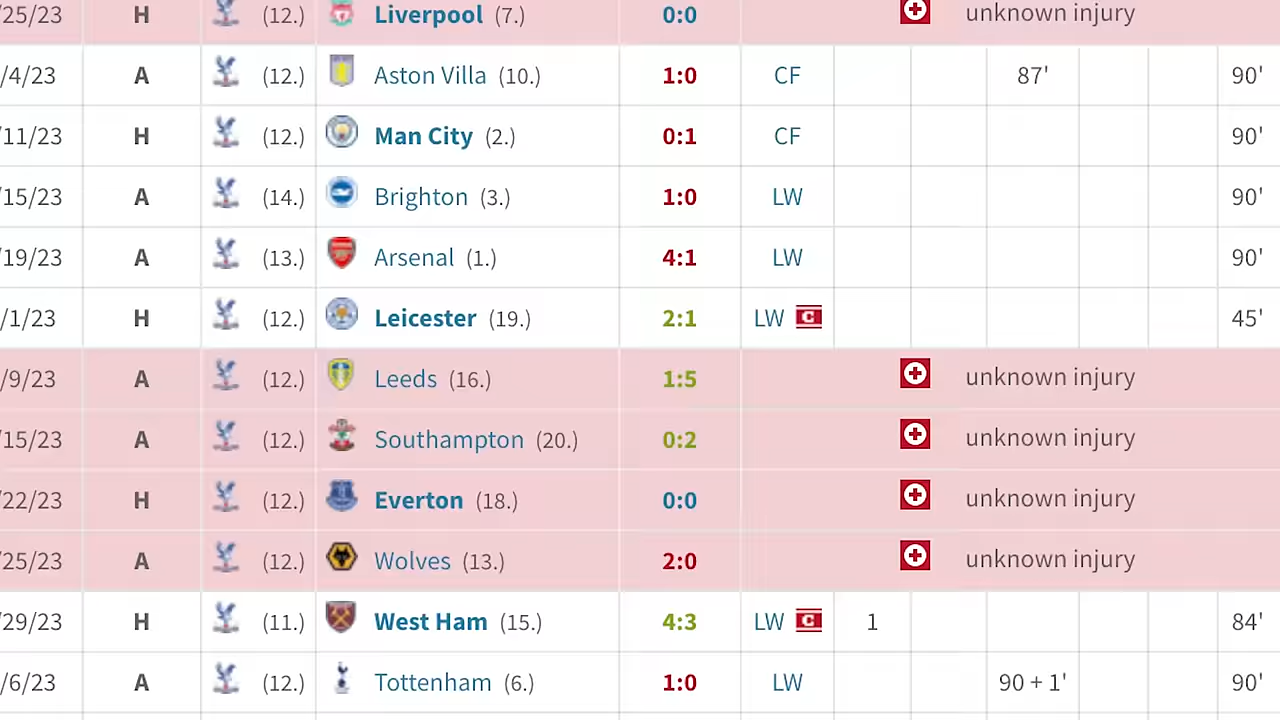 /25/23 H (12.) Liverpool (7.) 0:0 unknown injury
/4/23 A (12.) Aston Villa (10.) 1:0 CF 87' 90'
/11/23 H (12.) Man City (2.) 0:1 CF 90'
/15/23 A (14.) Brighton (3.) 1:0 LW 90'
/19/23 A (13.) Arsenal (1.) 4:1 LW 90'
/1/23 H (12.) Leicester (19.) 2:1 LW C 45'
/9/23 A (12.) Leeds (16.) 1:5 unknown injury
/15/23 A (12.) Southampton (20.) 0:2 unknown injury
/22/23 H (12.) Everton (18.) 0:0 unknown injury
/25/23 A (12.) Wolves (13.) 2:0 unknown injury
/29/23 H (11.) West Ham (15.) 4:3 LW C 1 84'
/6/23 A (12.) Tottenham (6.) 1:0 LW 90 + 1' 90'